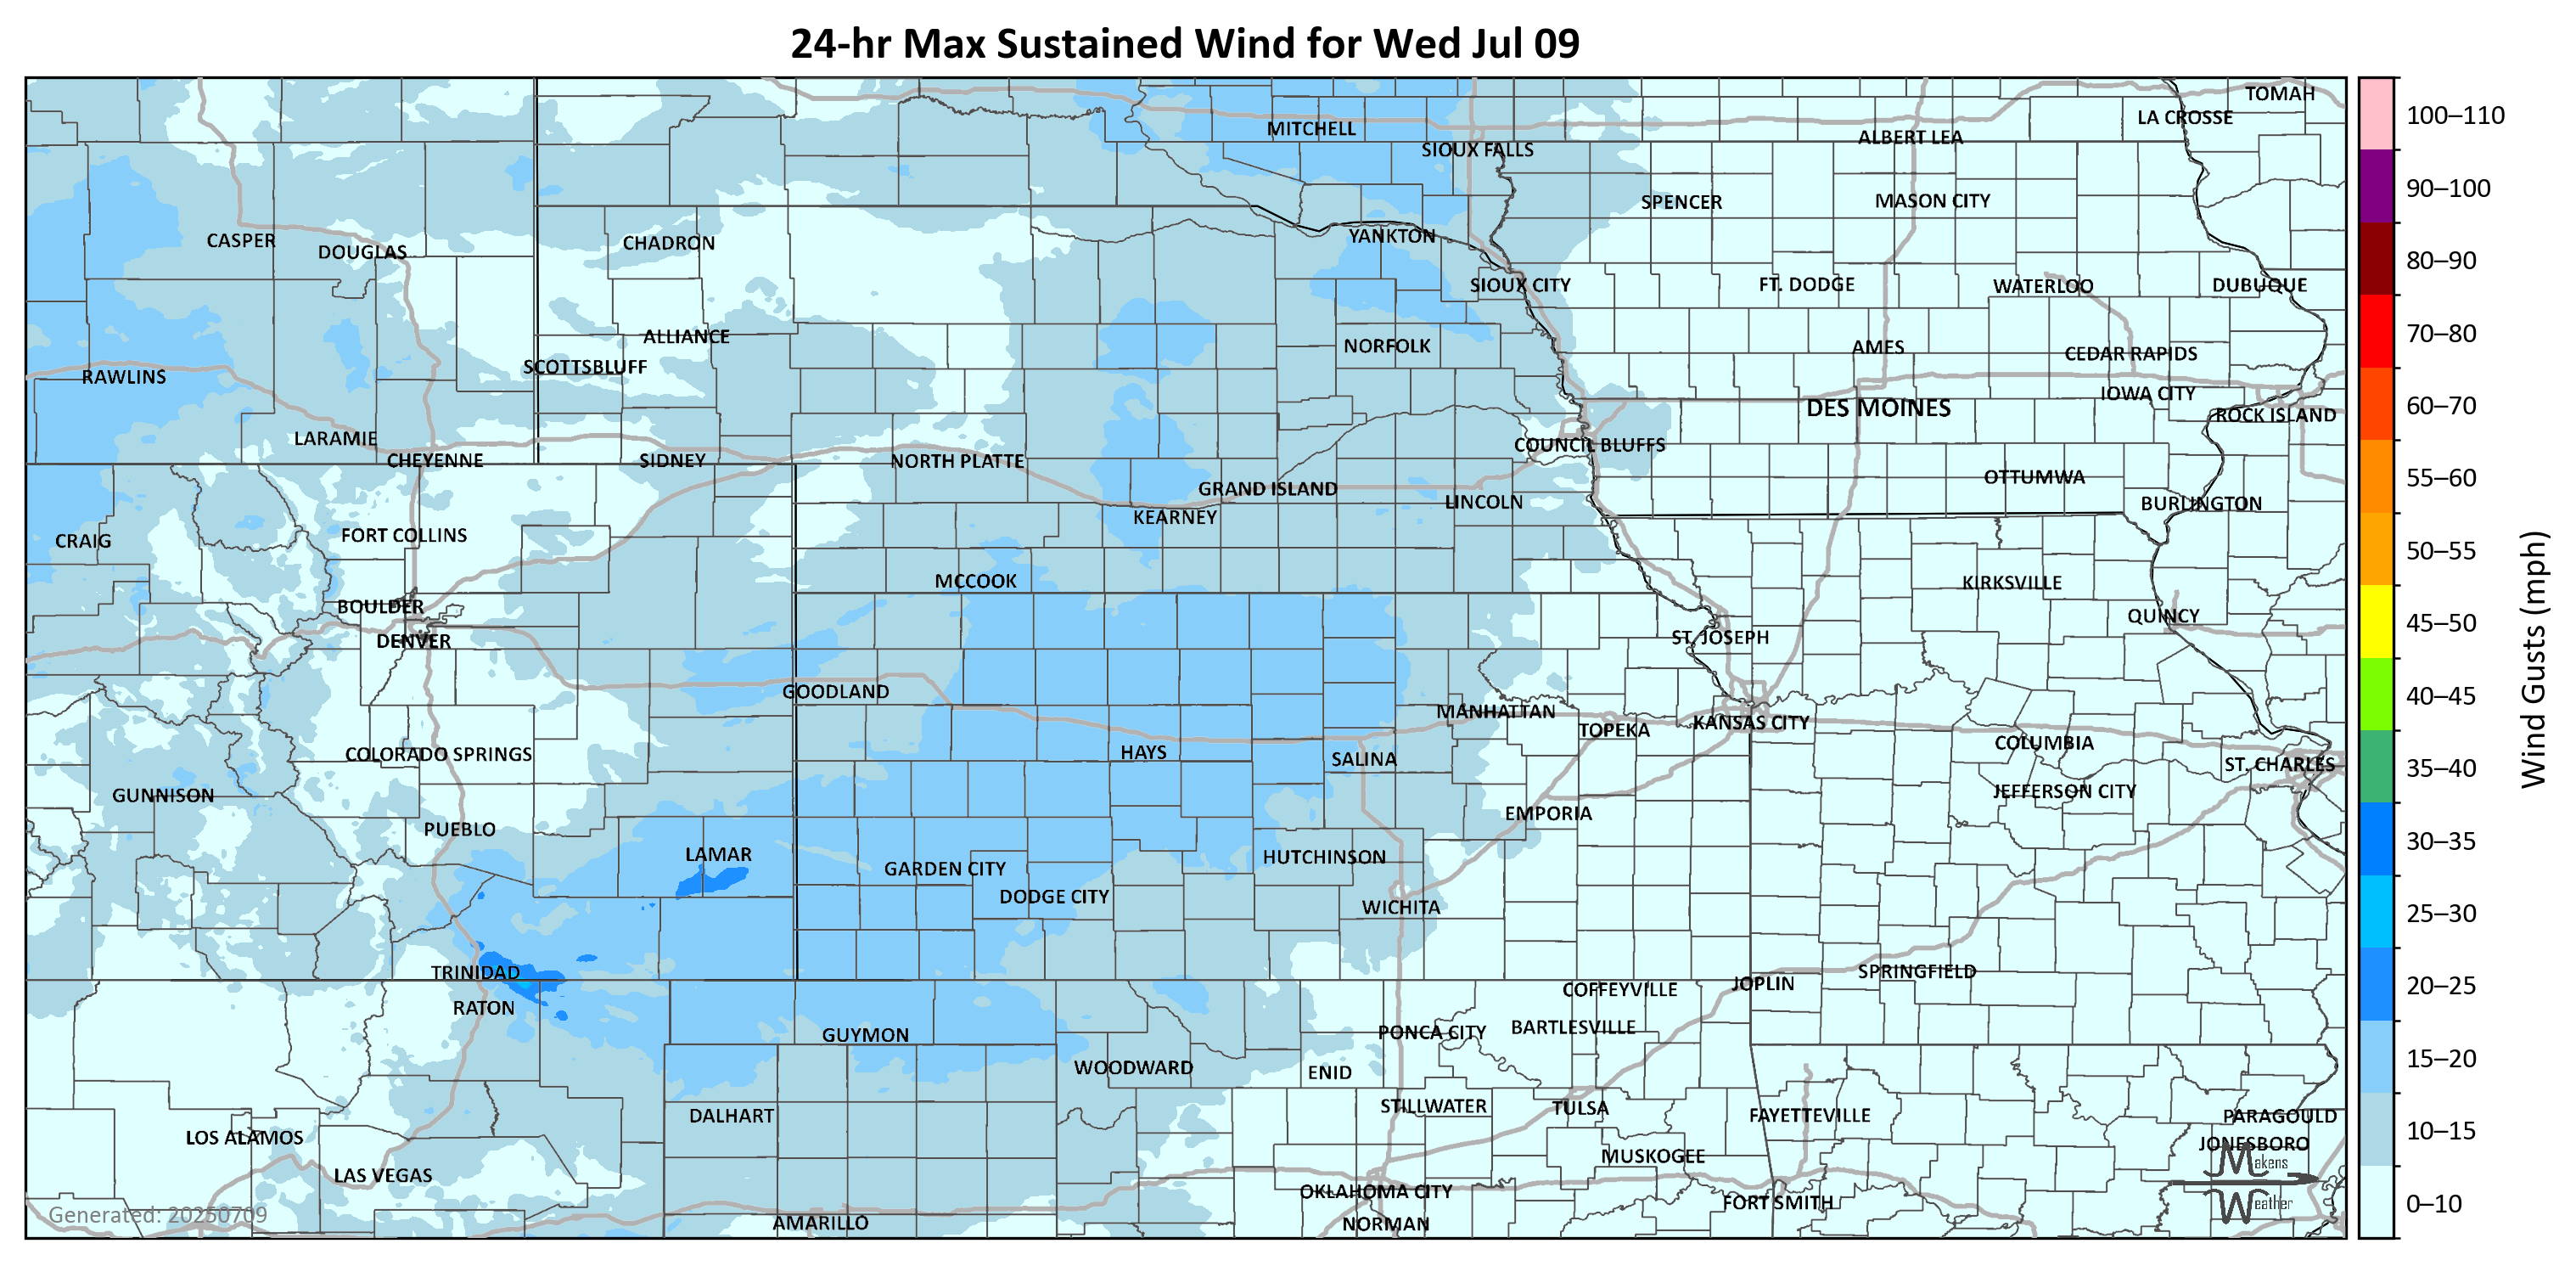 24-hr Max Sustained Wind for Wed Jul 09
TOMAH
LA CROSSE
MITCHELL
ALBERT LEA
SIOUX FALLS
SPENCER
MASON CITY
CASPER
DOUGLAS
CHADRON
YANKTON
SIOUX CITY
FT. DODGE
WATERLOO
DUBUQUE
ALLIANCE
NORFOLK
AMES
CEDAR RAPIDS
SCOTTSBLUFF
RAWLINS
IOWA CITY
DES MOINES
ROCK ISLAND
LARAMIE
COUNCIL BLUFFS
CHEYENNE
SIDNEY
NORTH PLATTE
OTTUMWA
GRAND ISLAND
LINCOLN
BURLINGTON
KEARNEY
FORT COLLINS
CRAIG
MCCOOK
KIRKSVILLE
BOULDER
QUINCY
DENVER
ST. JOSEPH
GOODLAND
MANHATTAN
KANSAS CITY
TOPEKA
COLUMBIA
COLORADO SPRINGS
HAYS
SALINA
ST. CHARLES
GUNNISON
JEFFERSON CITY
EMPORIA
PUEBLO
LAMAR
HUTCHINSON
GARDEN CITY
DODGE CITY
WICHITA
TRINIDAD
SPRINGFIELD
JOPLIN
COFFEYVILLE
RATON
BARTLESVILLE
PONCA CITY
GUYMON
WOODWARD
ENID
STILLWATER
TULSA
DALHART
FAYETTEVILLE
PARAGOULD
LOS ALAMOS
JONESBORO
MUSKOGEE
LAS VEGAS
OKLAHOMA CITY
FORT SMITH
AMARILLO
NORMAN
Generated: 20250709
Makens
Weather
100–110
90–100
80–90
70–80
60–70
55–60
50–55
45–50
40–45
35–40
30–35
25–30
20–25
15–20
10–15
0–10
Wind Gusts (mph)